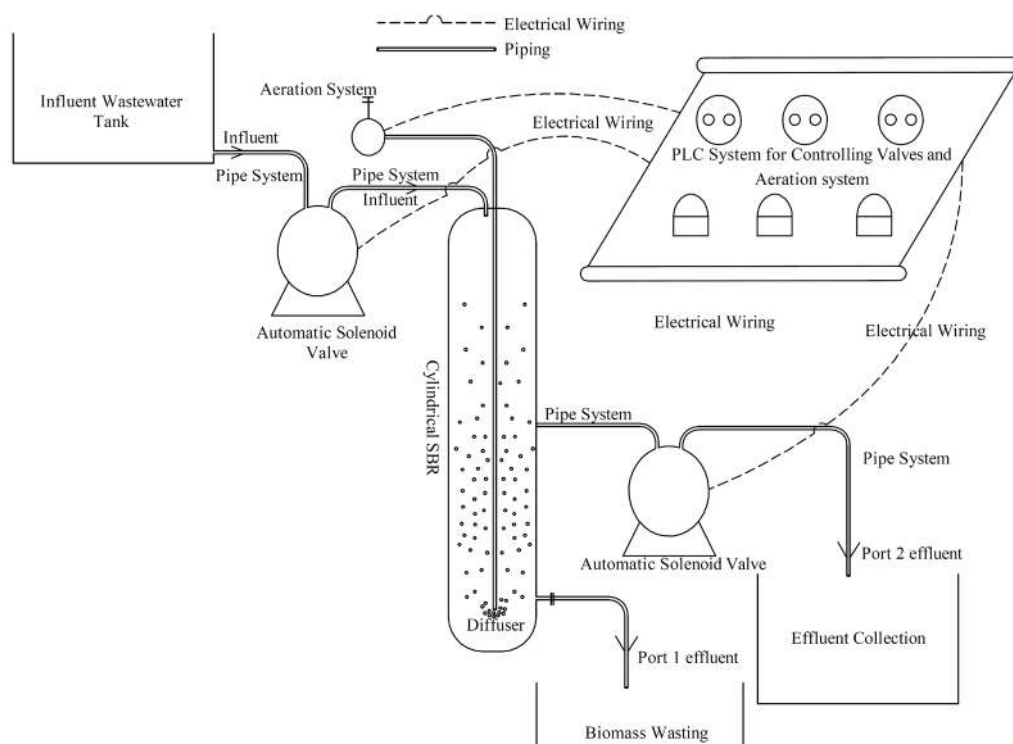 Electrical Wiring
Piping
Influent Wastewater
Tank
Aeration System
Influent
Pipe System
Pipe System
Influent
Electrical Wiring
PLC System for Controlling Valves and
Aeration system
Automatic Solenoid
Valve
Electrical Wiring
Electrical Wiring
Cylindrical SBR
Pipe System
Pipe System
Automatic Solenoid Valve
Port 2 effluent
Diffuser
Effluent Collection
Port 1 effluent
Biomass Wasting